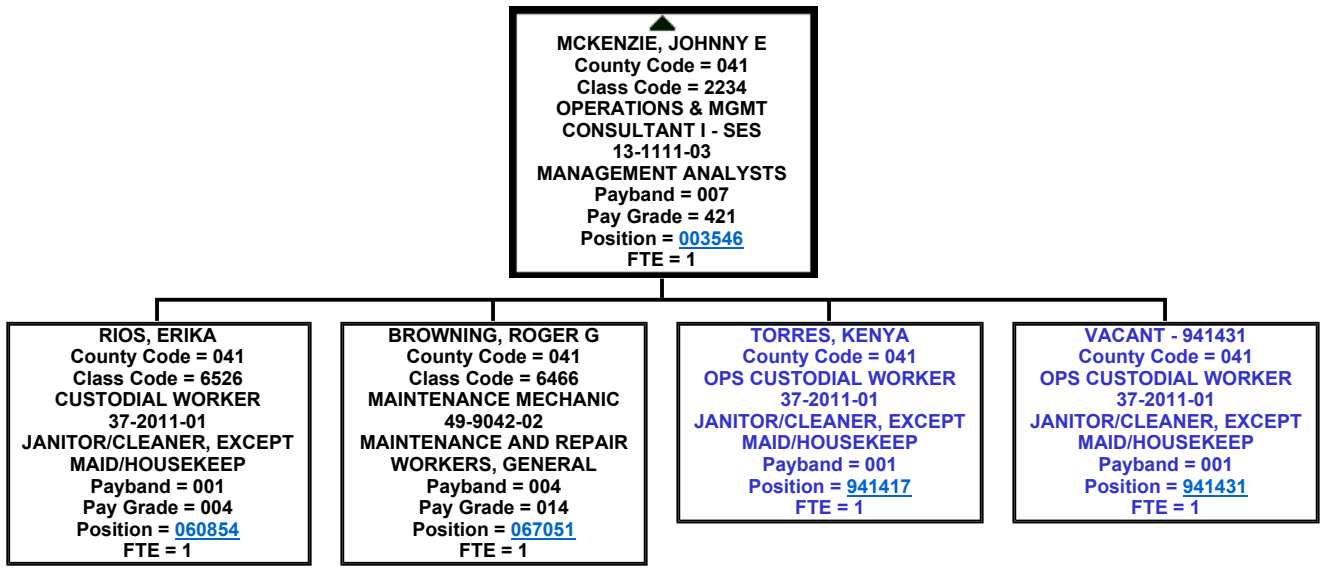 MCKENZIE, JOHNNY E
County Code = 041
Class Code = 2234
OPERATIONS & MGMT
CONSULTANT I - SES
13-1111-03
MANAGEMENT ANALYSTS
Payband = 007
Pay Grade = 421
Position = 003546
FTE = 1
RIOS, ERIKA
County Code = 041
Class Code = 6526
CUSTODIAL WORKER
37-2011-01
JANITOR/CLEANER, EXCEPT
MAID/HOUSEKEEP
Payband = 001
Pay Grade = 004
Position = 060854
FTE = 1
BROWNING, ROGER G
County Code = 041
Class Code = 6466
MAINTENANCE MECHANIC
49-9042-02
MAINTENANCE AND REPAIR
WORKERS, GENERAL
Payband = 004
Pay Grade = 014
Position = 067051
FTE = 1
TORRES, KENYA
County Code = 041
OPS CUSTODIAL WORKER
37-2011-01
JANITOR/CLEANER, EXCEPT
MAID/HOUSEKEEP
Payband = 001
Position = 941417
FTE = 1
VACANT - 941431
County Code = 041
OPS CUSTODIAL WORKER
37-2011-01
JANITOR/CLEANER, EXCEPT
MAID/HOUSEKEEP
Payband = 001
Position = 941431
FTE = 1